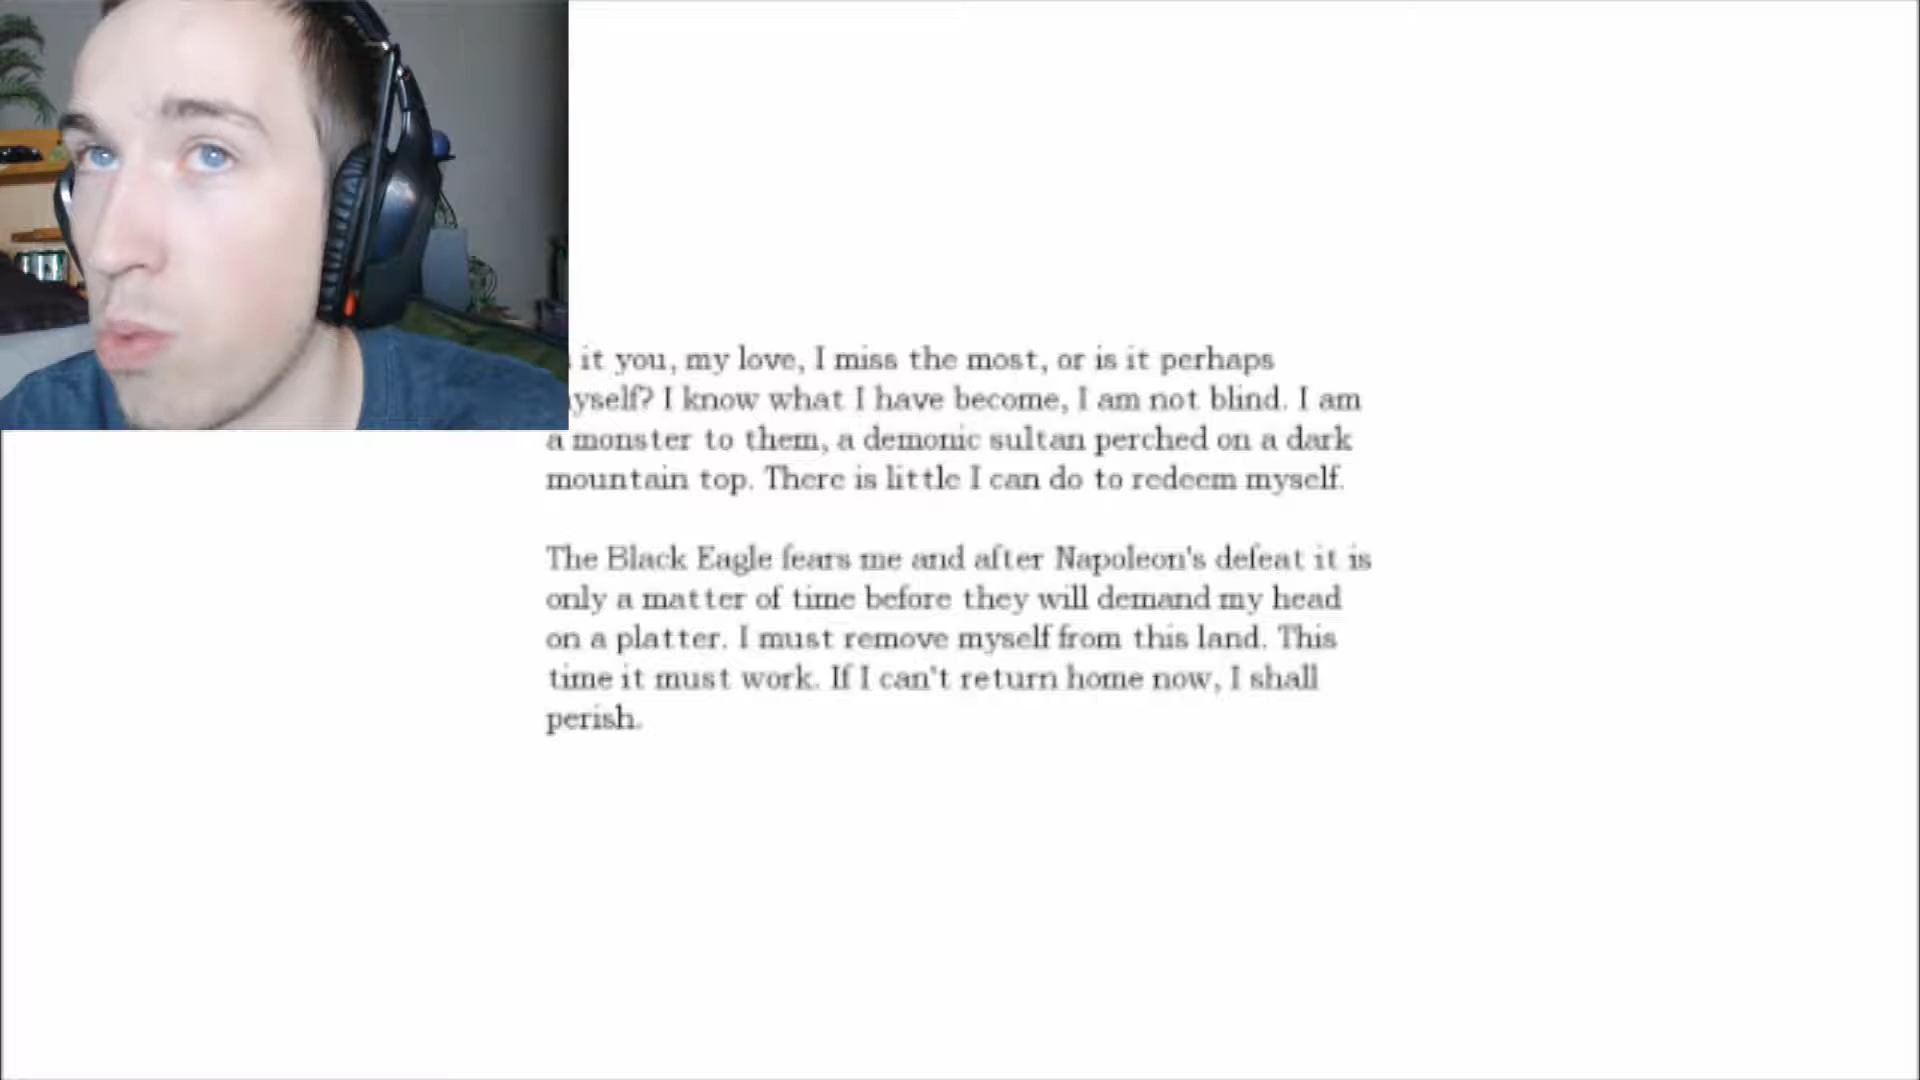 it you, my love, I miss the most, or is it perhaps
yself? I know what I have become, I am not blind. I am
a monster to them, a demonic sultan perched on a dark
mountain top. There is little I can do to redeem myself.
The Black Eagle fears me and after Napoleon's defeat it is
only a matter of time before they will demand my head
on a platter. I must remove myself from this land. This
time it must work. If I can't return home now, I shall
perish.